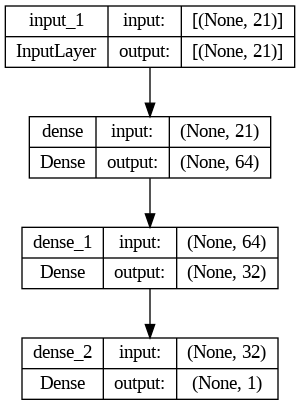 input_1 input: [(None, 21)]
InputLayer output: [(None, 21)]
dense input: (None, 21)
Dense output: (None, 64)
dense_1 input: (None, 64)
Dense output: (None, 32)
dense_2 input: (None, 32)
Dense output: (None, 1)